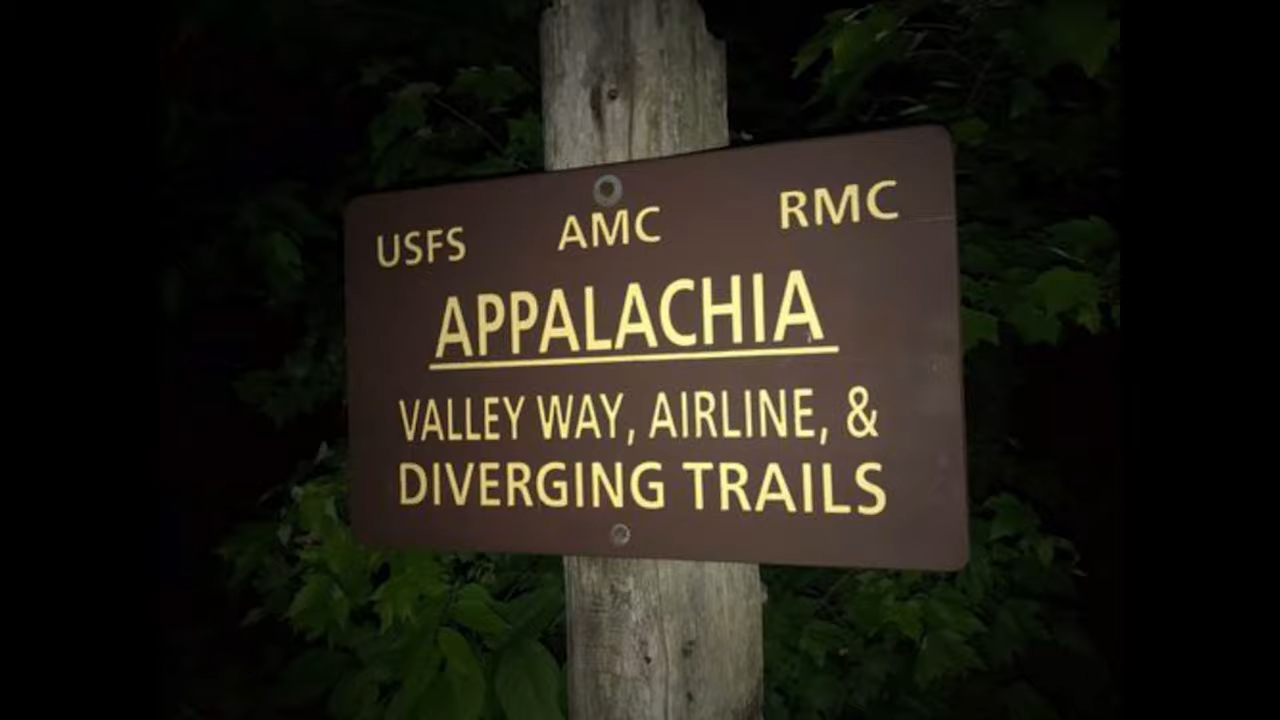 USFS AMC RMC
APPALACHIA
VALLEY WAY, AIRLINE, &
DIVERGING TRAILS